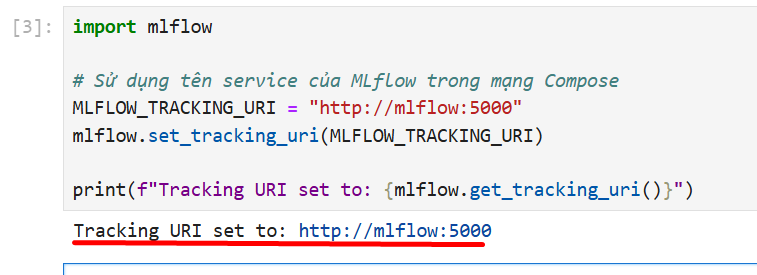 [3]:
import mlflow
# Sử dụng tên service của MLflow trong mạng Compose
MLFLOW_TRACKING_URI = "http://mlflow:5000"
mlflow.set_tracking_uri(MLFLOW_TRACKING_URI)
print(f"Tracking URI set to: {mlflow.get_tracking_uri()}")
Tracking URI set to: http://mlflow:5000